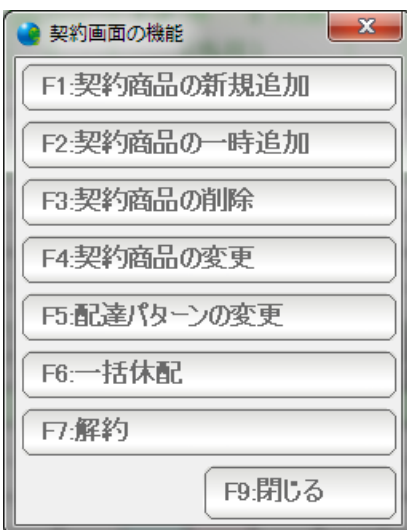 契約画面の機能
F1:契約商品の新規追加
F2:契約商品の一時追加
F3:契約商品の削除
F4:契約商品の変更
F5:配達パターンの変更
F6:一括休配
F7:解約
F9:閉じる